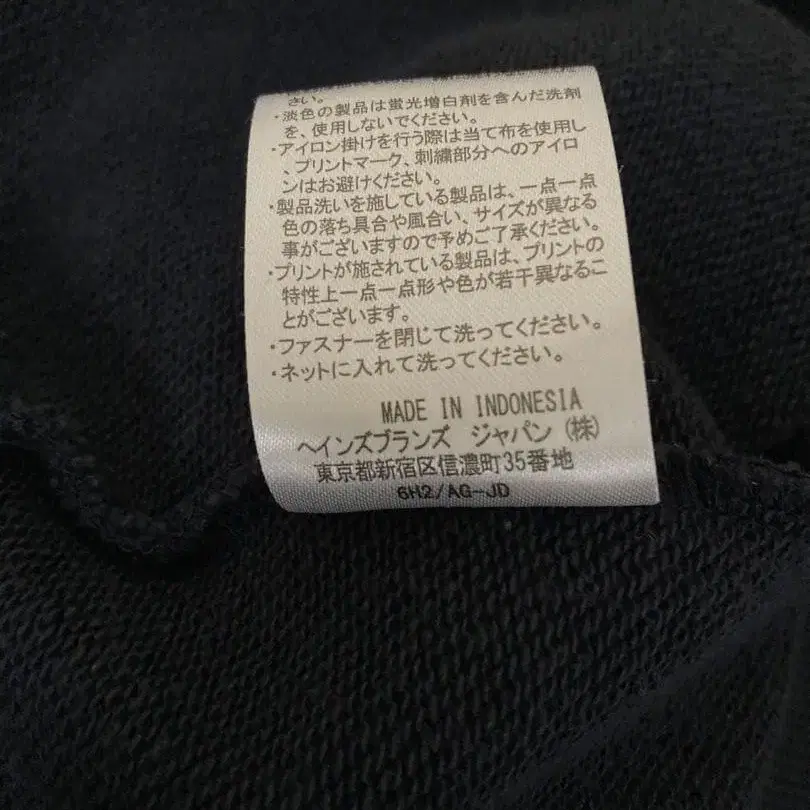 さい。
・淡色の製品は蛍光増白剤を含んだ洗剤
を、使用しないでください。
・アイロン掛けを行う際は当て布を使用し
、プリントマーク、刺繍部分へのアイロ
ンはお避けください。
・製品洗いを施している製品は、一点一点
色の落ち具合や風合い、サイズが異なる
事がございますので予めご了承ください。
・プリントが施されている製品は、プリントの
特性上一点一点形や色が若干異なるこ
とがございます。
・ファスナーを閉じて洗ってください。
・ネットに入れて洗ってください。
MADE IN INDONESIA
ヘインズブランズ ジャパン(株)
東京都新宿区信濃町35番地
6H2/AG-JD